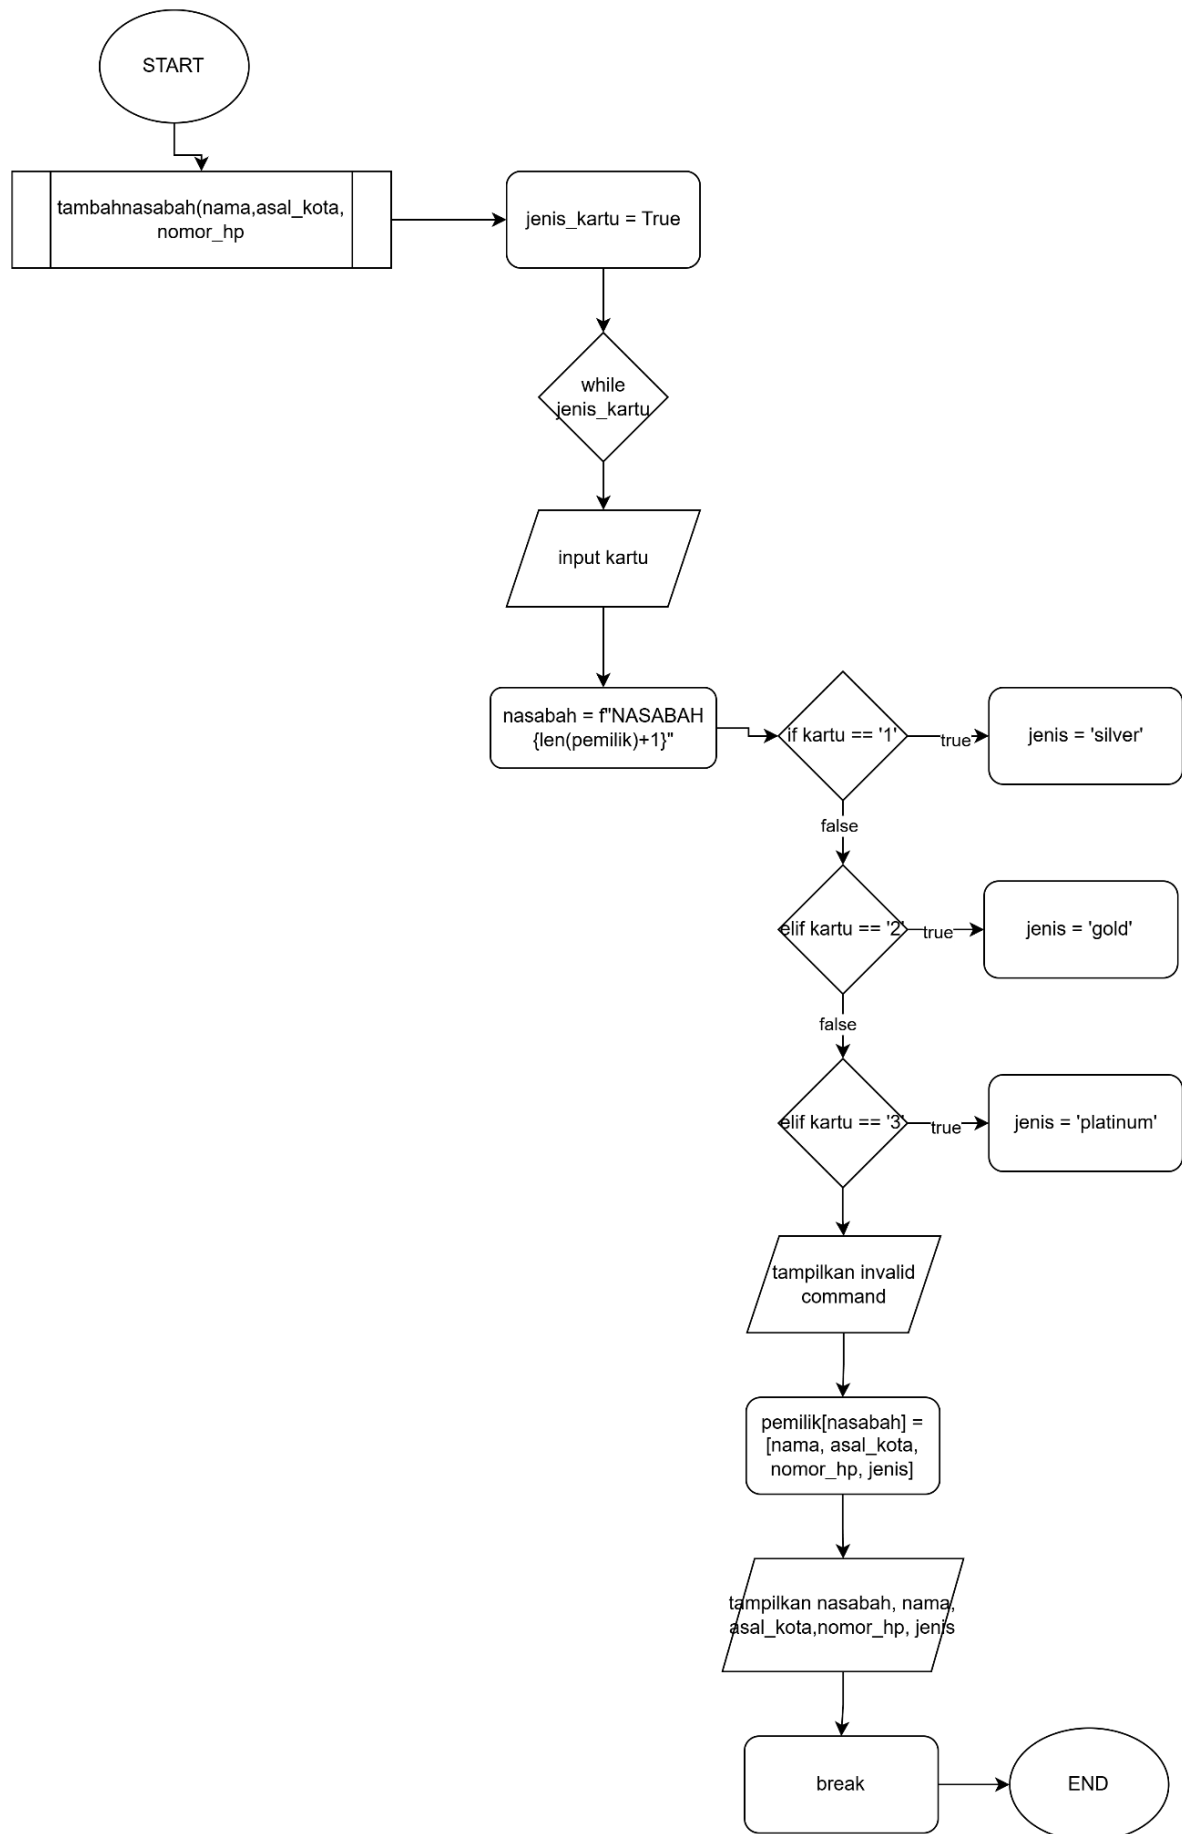 START
tambahnasabah(nama,asal_kota,
nomor_hp
jenis_kartu = True
while
jenis_kartu
input kartu
nasabah = f"NASABAH
{len(pemilik)+1}"
if kartu == '1'
true
jenis = 'silver'
false
elif kartu == '2'
true
jenis = 'gold'
false
elif kartu == '3'
true
jenis = 'platinum'
tampilkan invalid
command
pemilik[nasabah] =
[nama, asal_kota,
nomor_hp, jenis]
tampilkan nasabah, nama,
asal_kota,nomor_hp, jenis
break
END